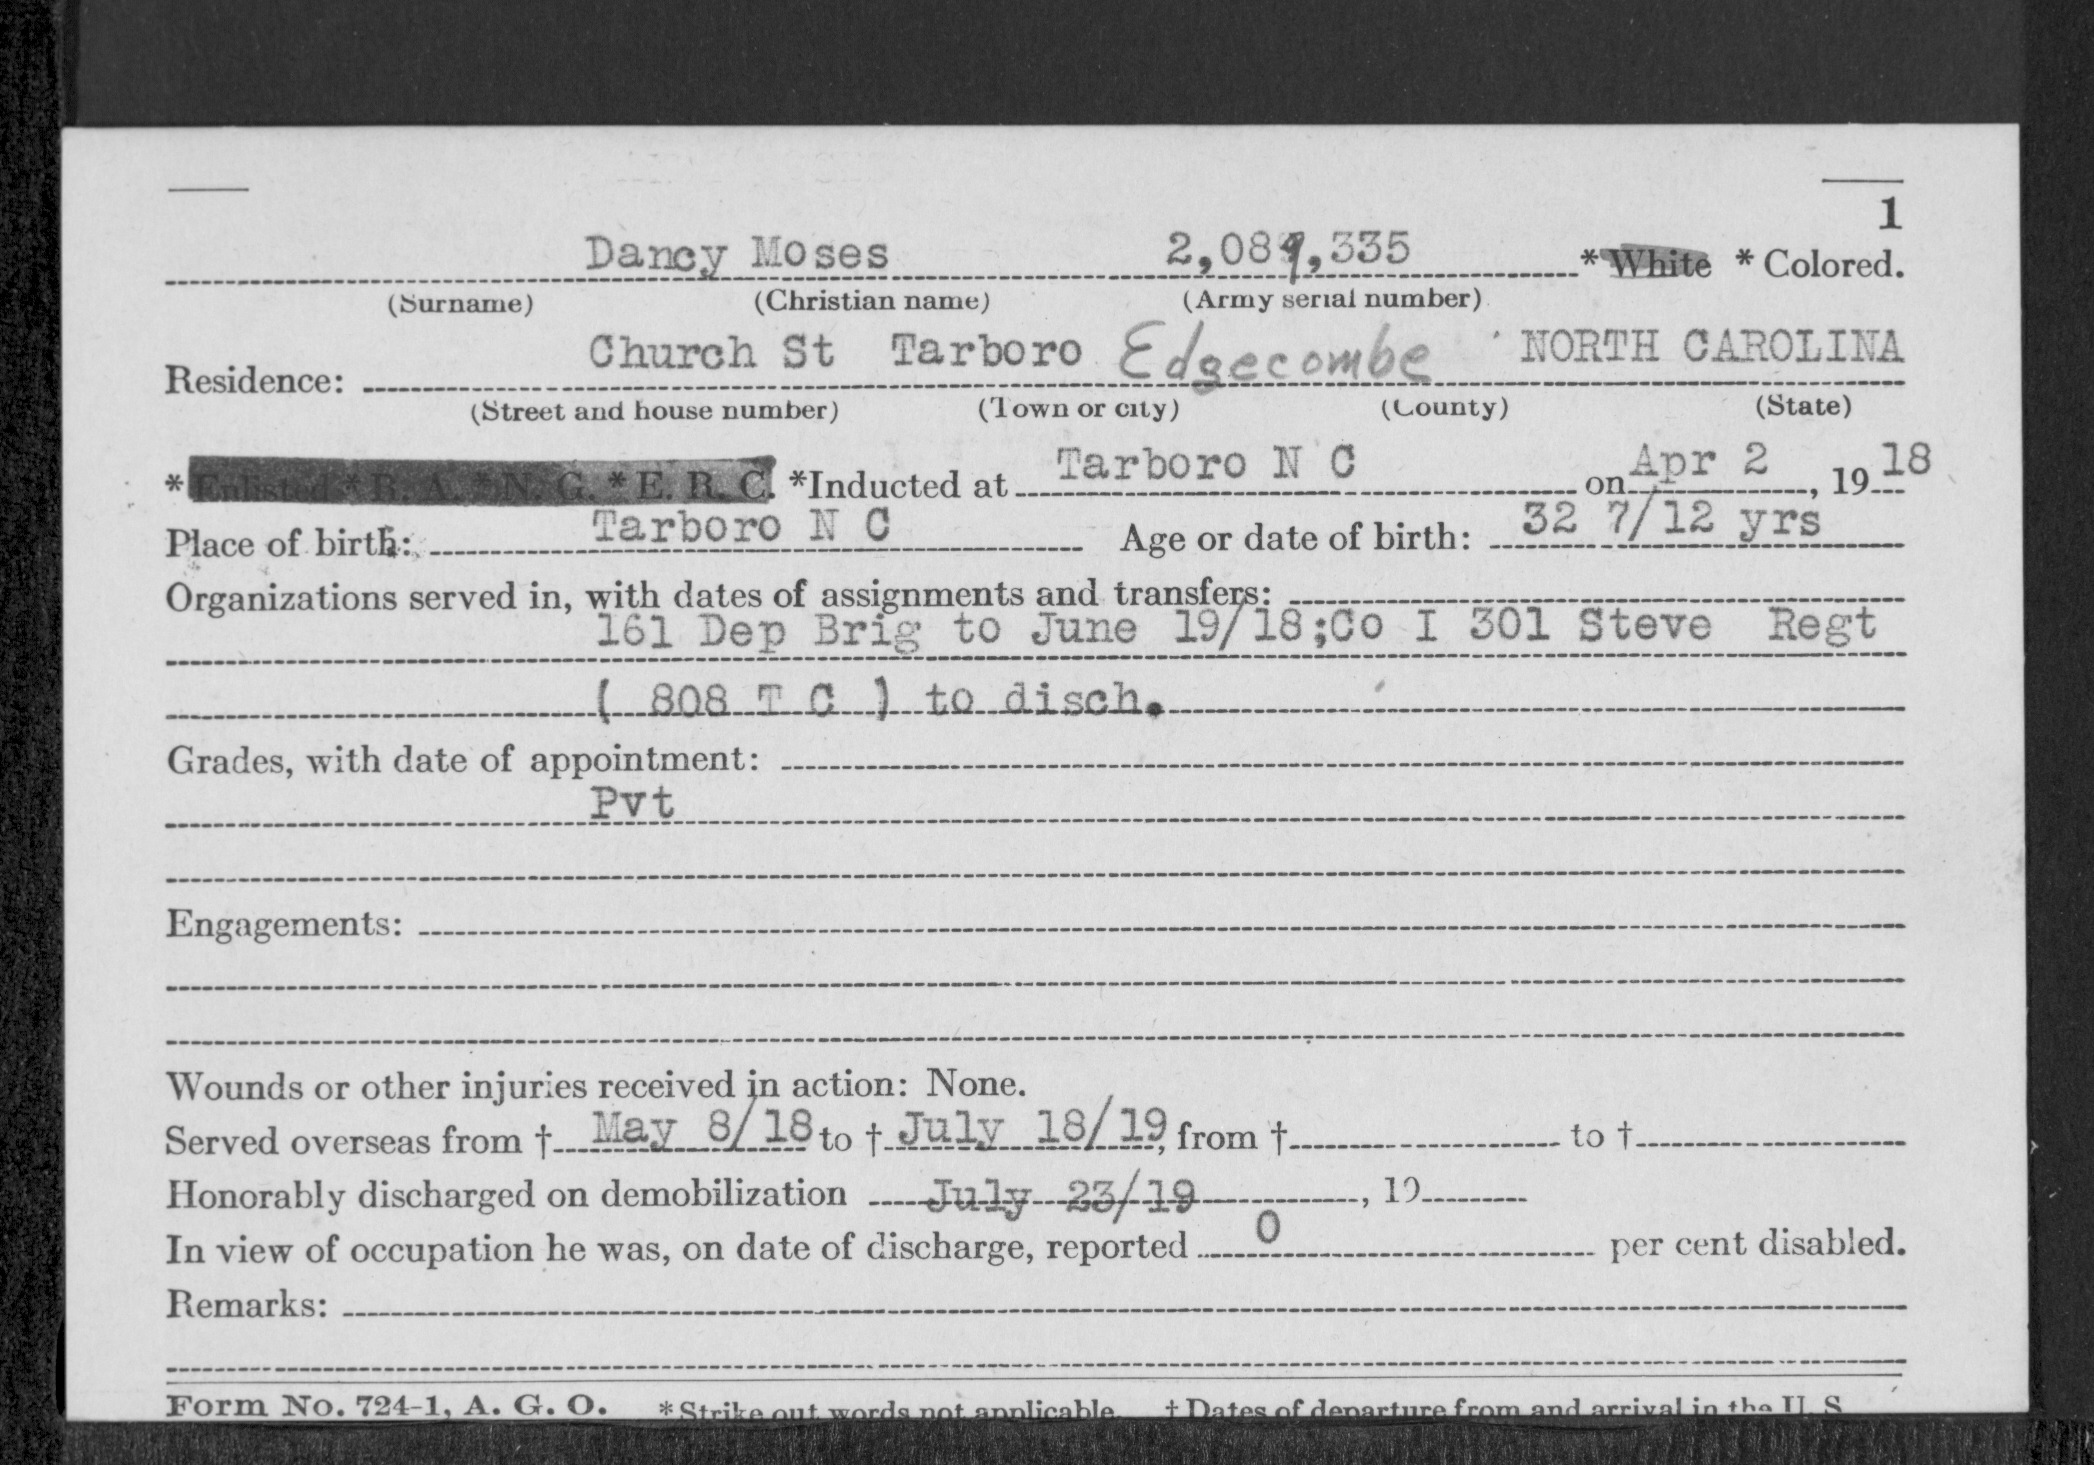 1
Dancy Moses 2,089,335 * White * Colored.
(Surname) (Christian name) (Army serial number)
Residence: Church St Tarboro Edgecombe NORTH CAROLINA
(Street and house number) (Town or city) (County) (State)
* Enlisted * R. A. * N. G. * E. R. C. *Inducted at Tarboro N C on Apr 2, 1918
Place of birth: Tarboro N C Age or date of birth: 32 7/12 yrs
Organizations served in, with dates of assignments and transfers:
161 Dep Brig to June 19/18;Co I 301 Steve Regt
( 808 T C ) to disch.
Grades, with date of appointment:
Pvt
Engagements:
Wounds or other injuries received in action: None.
Served overseas from † May 8/18 to † July 18/19, from † to †
Honorably discharged on demobilization July 23/19, 19
In view of occupation he was, on date of discharge, reported 0 per cent disabled.
Remarks:
Form No. 724-1, A. G. O. *Strike out words not applicable. † Dates of departure from and arrival in the U. S.